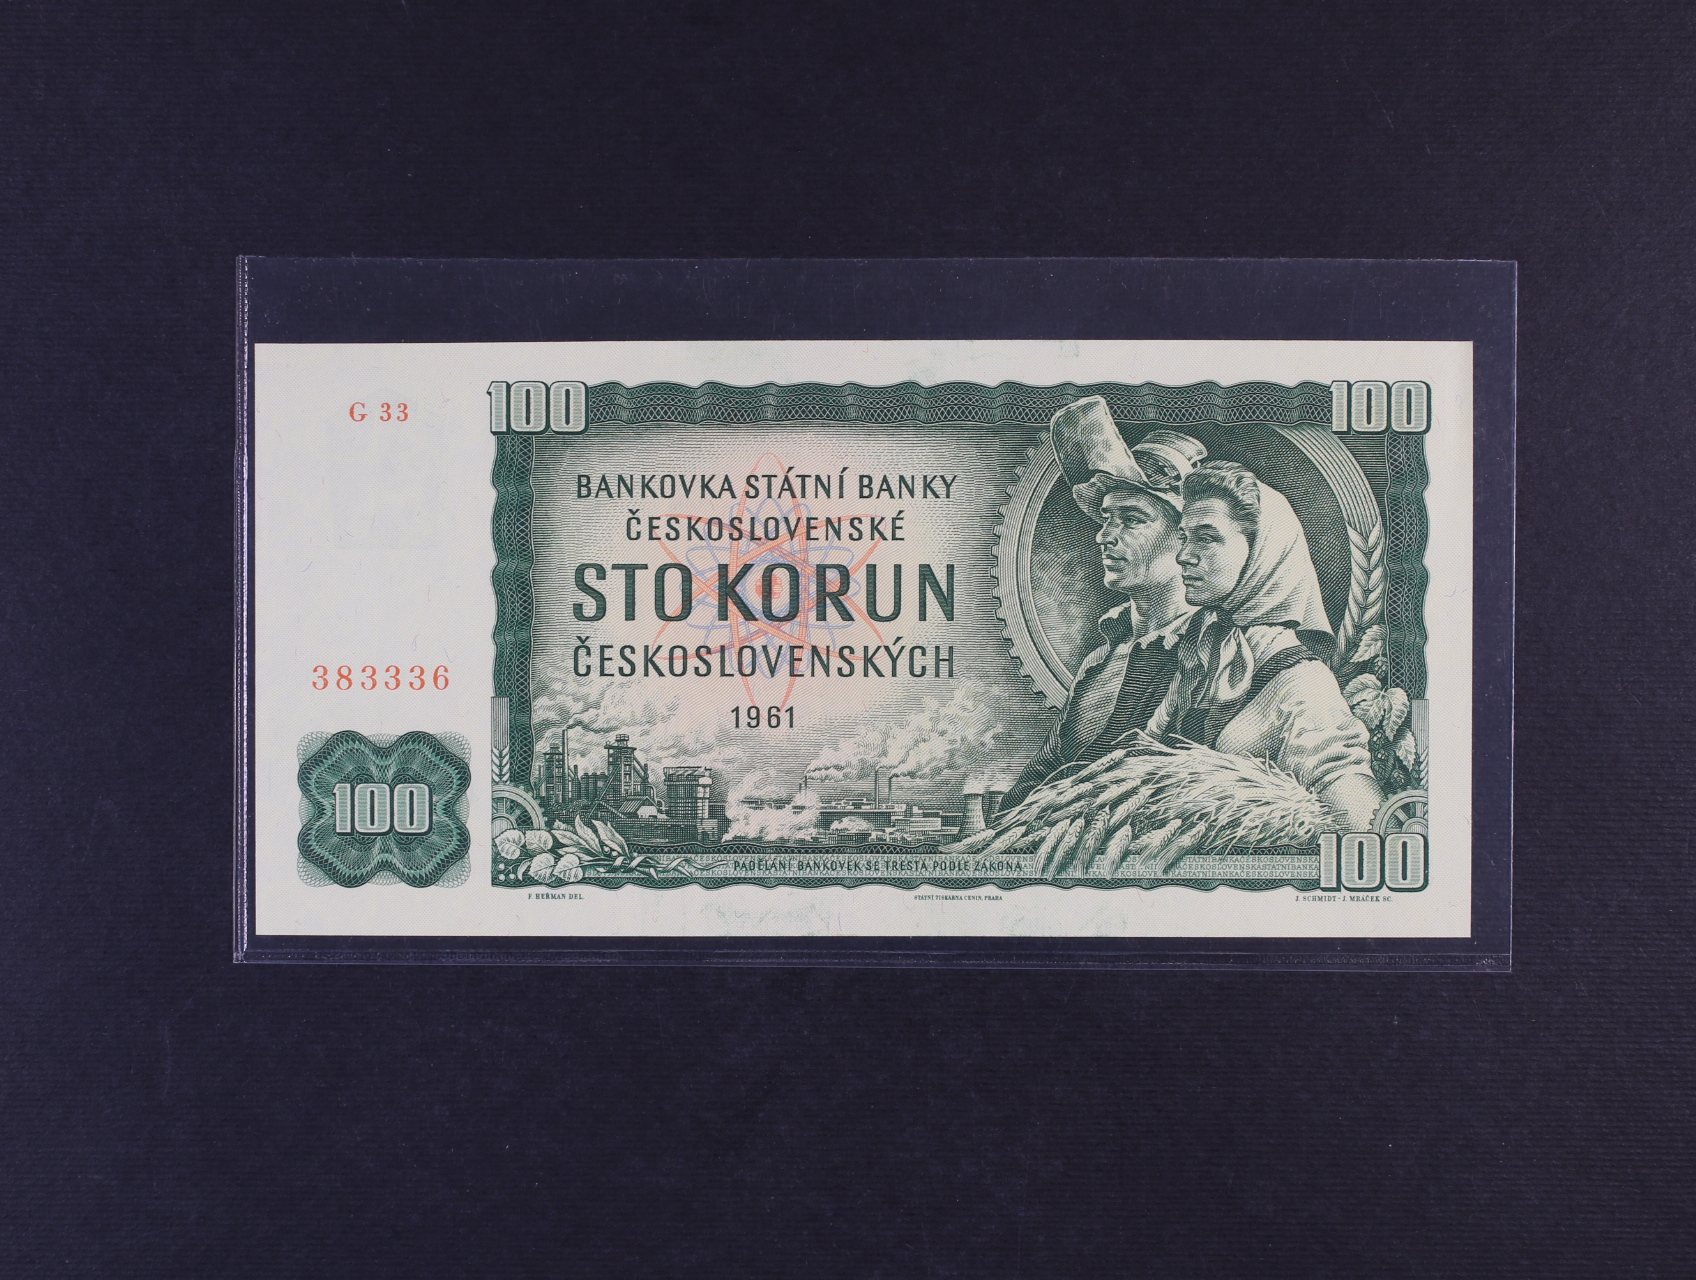 G 33
100
100
BANKOVKA STÁTNÍ BANKY
ČESKOSLOVENSKÉ
STO KORUN
ČESKOSLOVENSKÝCH
1961
383336
100
100
PADĚLÁNÍ BANKOVEK SE TRESTÁ PODLE ZÁKONA
F. HEŘMAN DEL.
STÁTNÍ TISKÁRNA CENIN, PRAHA
J. SCHMIDT - J. MRÁČEK SC.